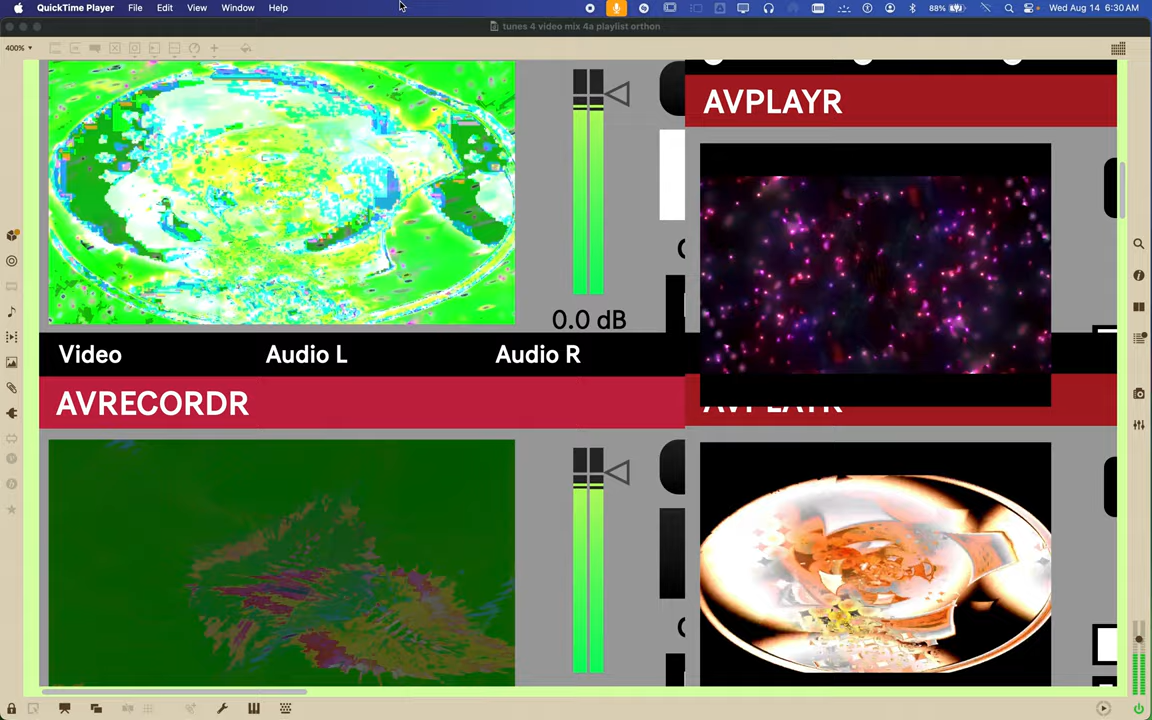 QuickTime Player File Edit View Window Help 88% Wed Aug 14 6:30 AM
tunes 4 video mix 4a playlist orthon
400%
AVPLAYR
0.0 dB
Video Audio L Audio R
AVRECORDR
AVPLAYR